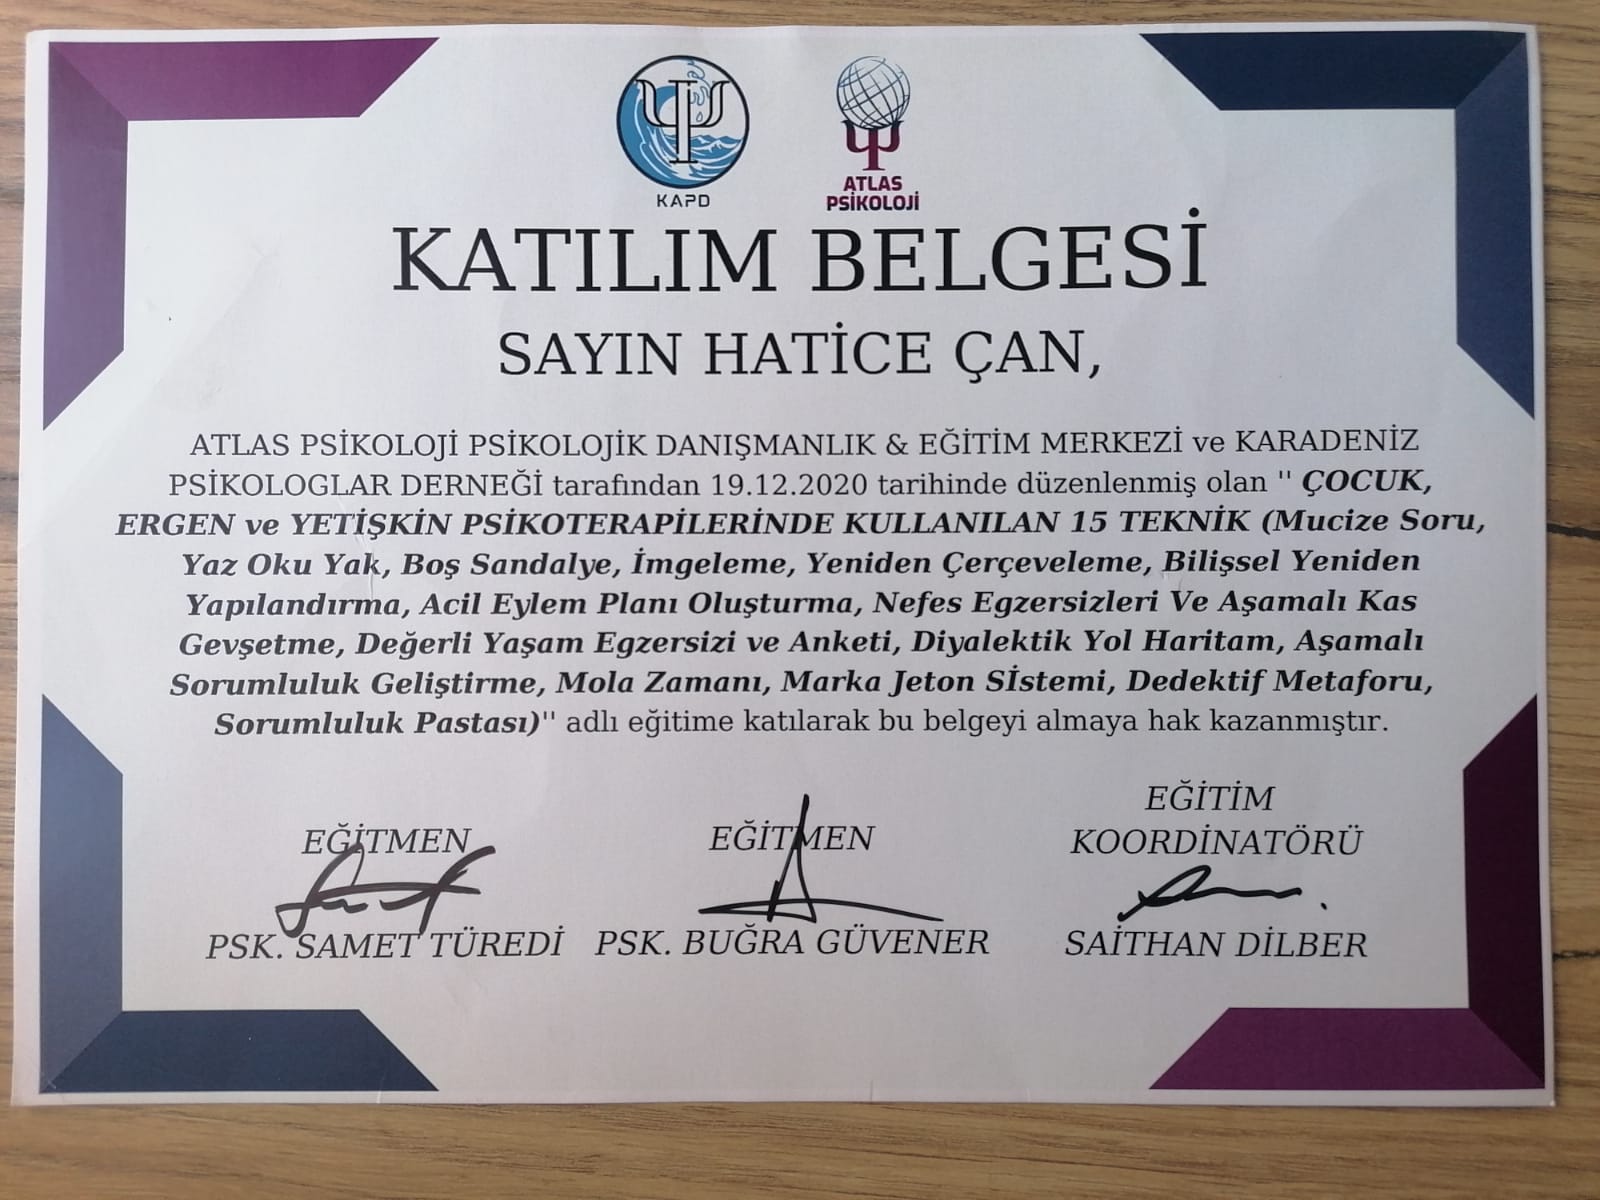 KAPD
ATLAS
PSİKOLOJİ
KATILIM BELGESİ
SAYIN HATİCE ÇAN,
ATLAS PSİKOLOJİ PSİKOLOJİK DANIŞMANLIK & EĞİTİM MERKEZİ ve KARADENİZ
PSİKOLOGLAR DERNEĞİ tarafından 19.12.2020 tarihinde düzenlenmiş olan '' ÇOCUK,
ERGEN ve YETİŞKİN PSİKOTERAPİLERİNDE KULLANILAN 15 TEKNİK (Mucize Soru,
Yaz Oku Yak, Boş Sandalye, İmgeleme, Yeniden Çerçeveleme, Bilişsel Yeniden
Yapılandırma, Acil Eylem Planı Oluşturma, Nefes Egzersizleri Ve Aşamalı Kas
Gevşetme, Değerli Yaşam Egzersizi ve Anketi, Diyalektik Yol Haritam, Aşamalı
Sorumluluk Geliştirme, Mola Zamanı, Marka Jeton Sİstemi, Dedektif Metaforu,
Sorumluluk Pastası)'' adlı eğitime katılarak bu belgeyi almaya hak kazanmıştır.
EĞİTMEN
PSK. SAMET TÜREDİ
EĞİTMEN
PSK. BUĞRA GÜVENER
EĞİTİM
KOORDİNATÖRÜ
SAİTHAN DİLBER